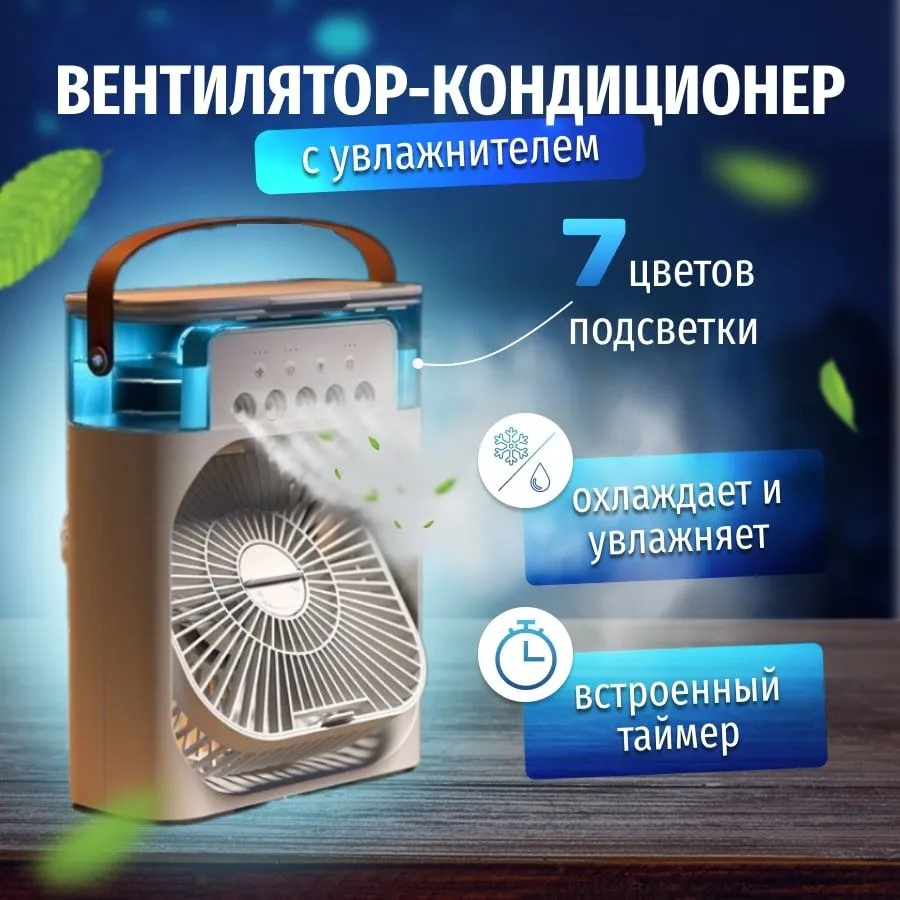 ВЕНТИЛЯТОР-КОНДИЦИОНЕР
с увлажнителем
7 цветов
подсветки
охлаждает и
увлажняет
встроенный
таймер